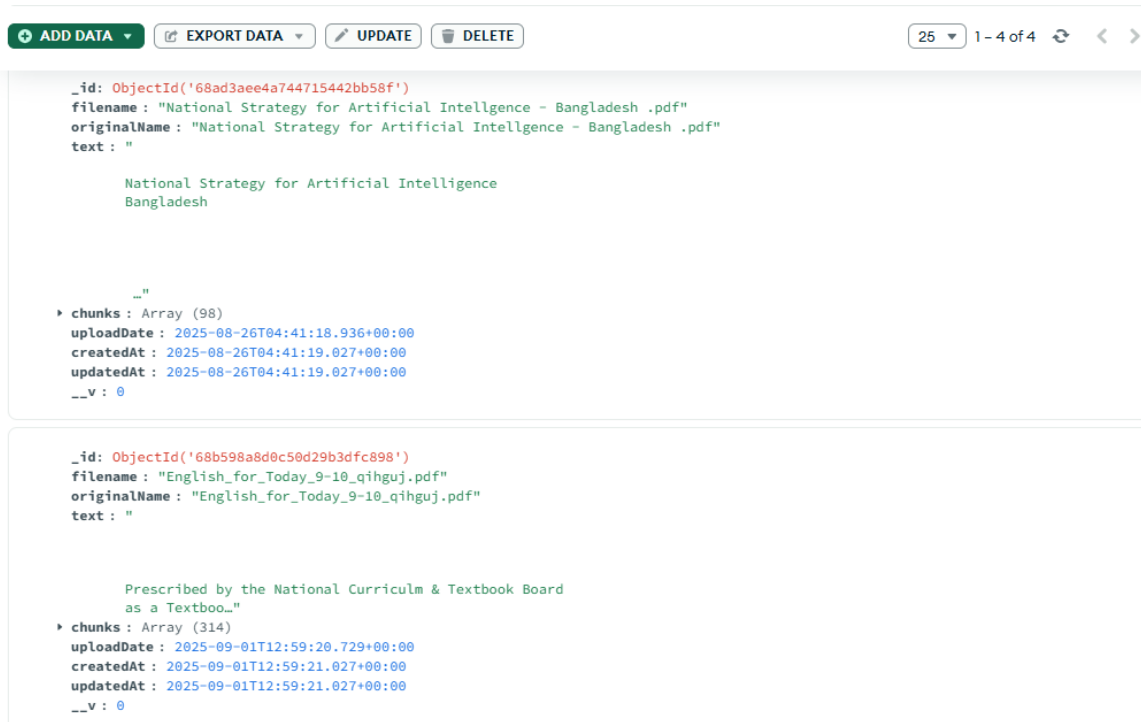 ADD DATA
EXPORT DATA
UPDATE
DELETE
25
1 – 4 of 4
_id: ObjectId('68ad3aee4a744715442bb58f')
filename : "National Strategy for Artificial Intellgence - Bangladesh .pdf"
originalName : "National Strategy for Artificial Intellgence - Bangladesh .pdf"
text : "
National Strategy for Artificial Intelligence
Bangladesh
…"
chunks : Array (98)
uploadDate : 2025-08-26T04:41:18.936+00:00
createdAt : 2025-08-26T04:41:19.027+00:00
updatedAt : 2025-08-26T04:41:19.027+00:00
__v : 0
_id: ObjectId('68b598a8d0c50d29b3dfc898')
filename : "English_for_Today_9-10_qihguj.pdf"
originalName : "English_for_Today_9-10_qihguj.pdf"
text : "
Prescribed by the National Curriculm & Textbook Board
as a Textboo…"
chunks : Array (314)
uploadDate : 2025-09-01T12:59:20.729+00:00
createdAt : 2025-09-01T12:59:21.027+00:00
updatedAt : 2025-09-01T12:59:21.027+00:00
__v : 0